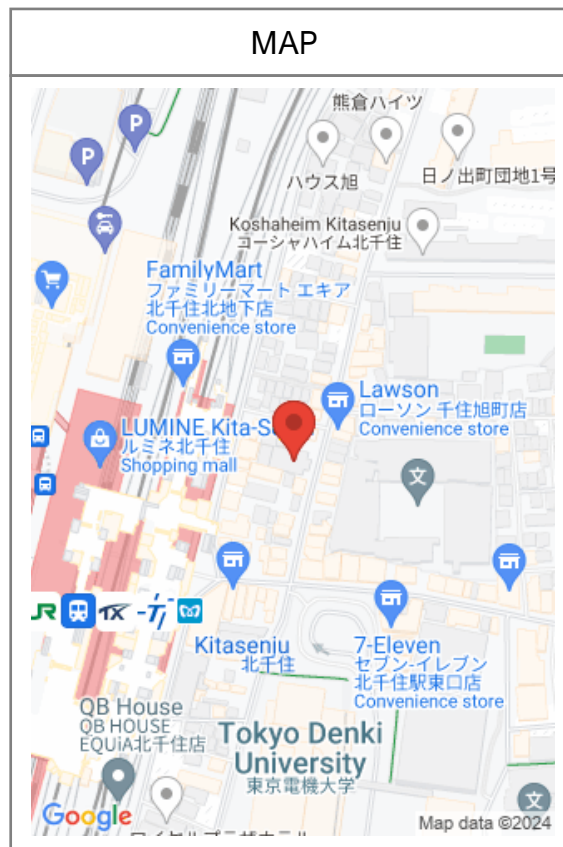 MAP
熊倉ハイツ
P
P
ハウス旭
日ノ出町団地1号
Koshaheim Kitasenju
コーシャハイム北千住
FamilyMart
ファミリーマート エキア
北千住北地下店
Convenience store
Lawson
ローソン 千住旭町店
Convenience store
LUMINE Kita-S
ルミネ北千住
Shopping mall
文
JR TX
Kitasenju
北千住
7-Eleven
セブン-イレブン
北千住駅東口店
Convenience store
QB House
QB HOUSE
EQUiA北千住店
Tokyo Denki
University
東京電機大学
文
Google
Map data ©2024